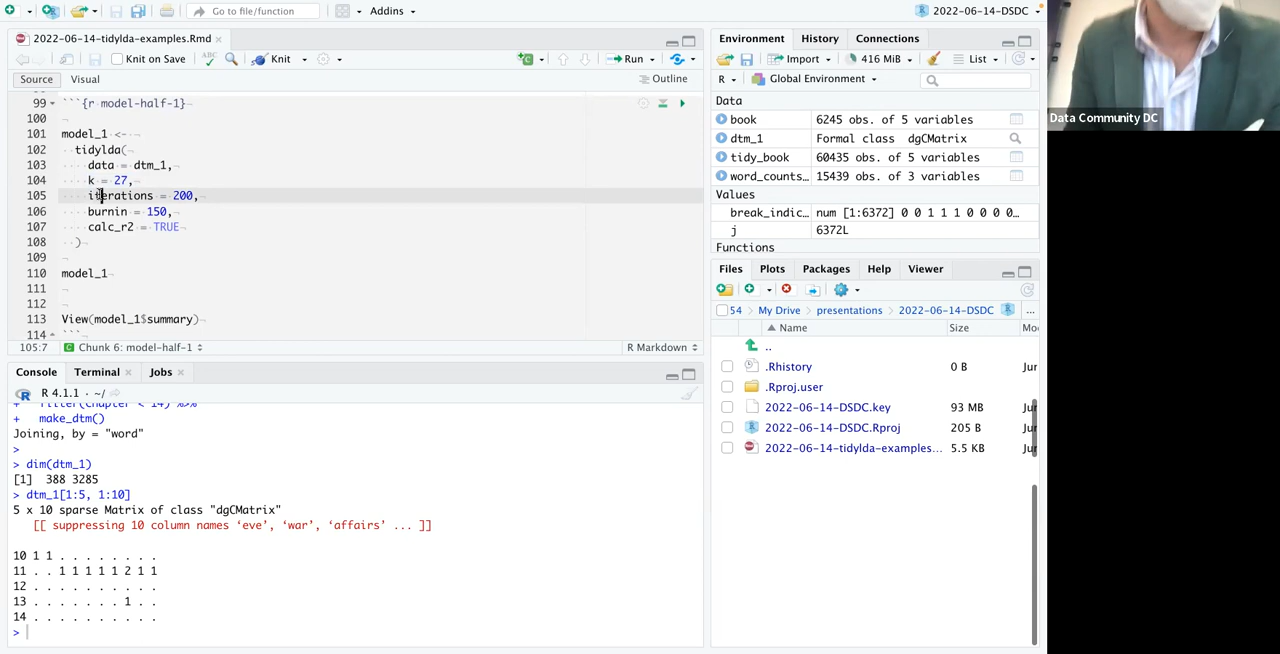 Go to file/function
Addins
2022-06-14-DSDC
2022-06-14-tidylda-examples.Rmd
Knit on Save
ABC
Knit
Run
Source
Visual
Outline
99 ```{r model-half-1}
100
101 model_1 <-
102 tidylda(
103 data = dtm_1,
104 k = 27,
105 iterations = 200,
106 burnin = 150,
107 calc_r2 = TRUE
108 )
109
110 model_1
111
112
113 View(model_1$summary)
114 ```
105:7
Chunk 6: model-half-1
R Markdown
Console
Terminal
Jobs
R 4.1.1 · ~/
+ filter(chapter < 14) %>%
+ make_dtm()
Joining, by = "word"
>
> dim(dtm_1)
[1] 388 3285
> dtm_1[1:5, 1:10]
5 x 10 sparse Matrix of class "dgCMatrix"
[[ suppressing 10 column names ‘eve’, ‘war’, ‘affairs’ ... ]]
10 1 1 . . . . . . . .
11 . . 1 1 1 1 1 2 1 1
12 . . . . . . . . . .
13 . . . . . . . 1 . .
14 . . . . . . . . . .
>
Environment
History
Connections
Import
416 MiB
List
R
Global Environment
Data
book 6245 obs. of 5 variables
dtm_1 Formal class dgCMatrix
tidy_book 60435 obs. of 5 variables
word_counts… 15439 obs. of 3 variables
Values
break_indic… num [1:6372] 0 0 1 1 1 0 0 0 0…
j 6372L
Functions
Files
Plots
Packages
Help
Viewer
54 > My Drive > presentations > 2022-06-14-DSDC
...
Name
Size
Mo
..
.Rhistory 0 B Jur
.Rproj.user
2022-06-14-DSDC.key 93 MB Jur
2022-06-14-DSDC.Rproj 205 B Jur
2022-06-14-tidylda-examples... 5.5 KB Jur
Data Community DC